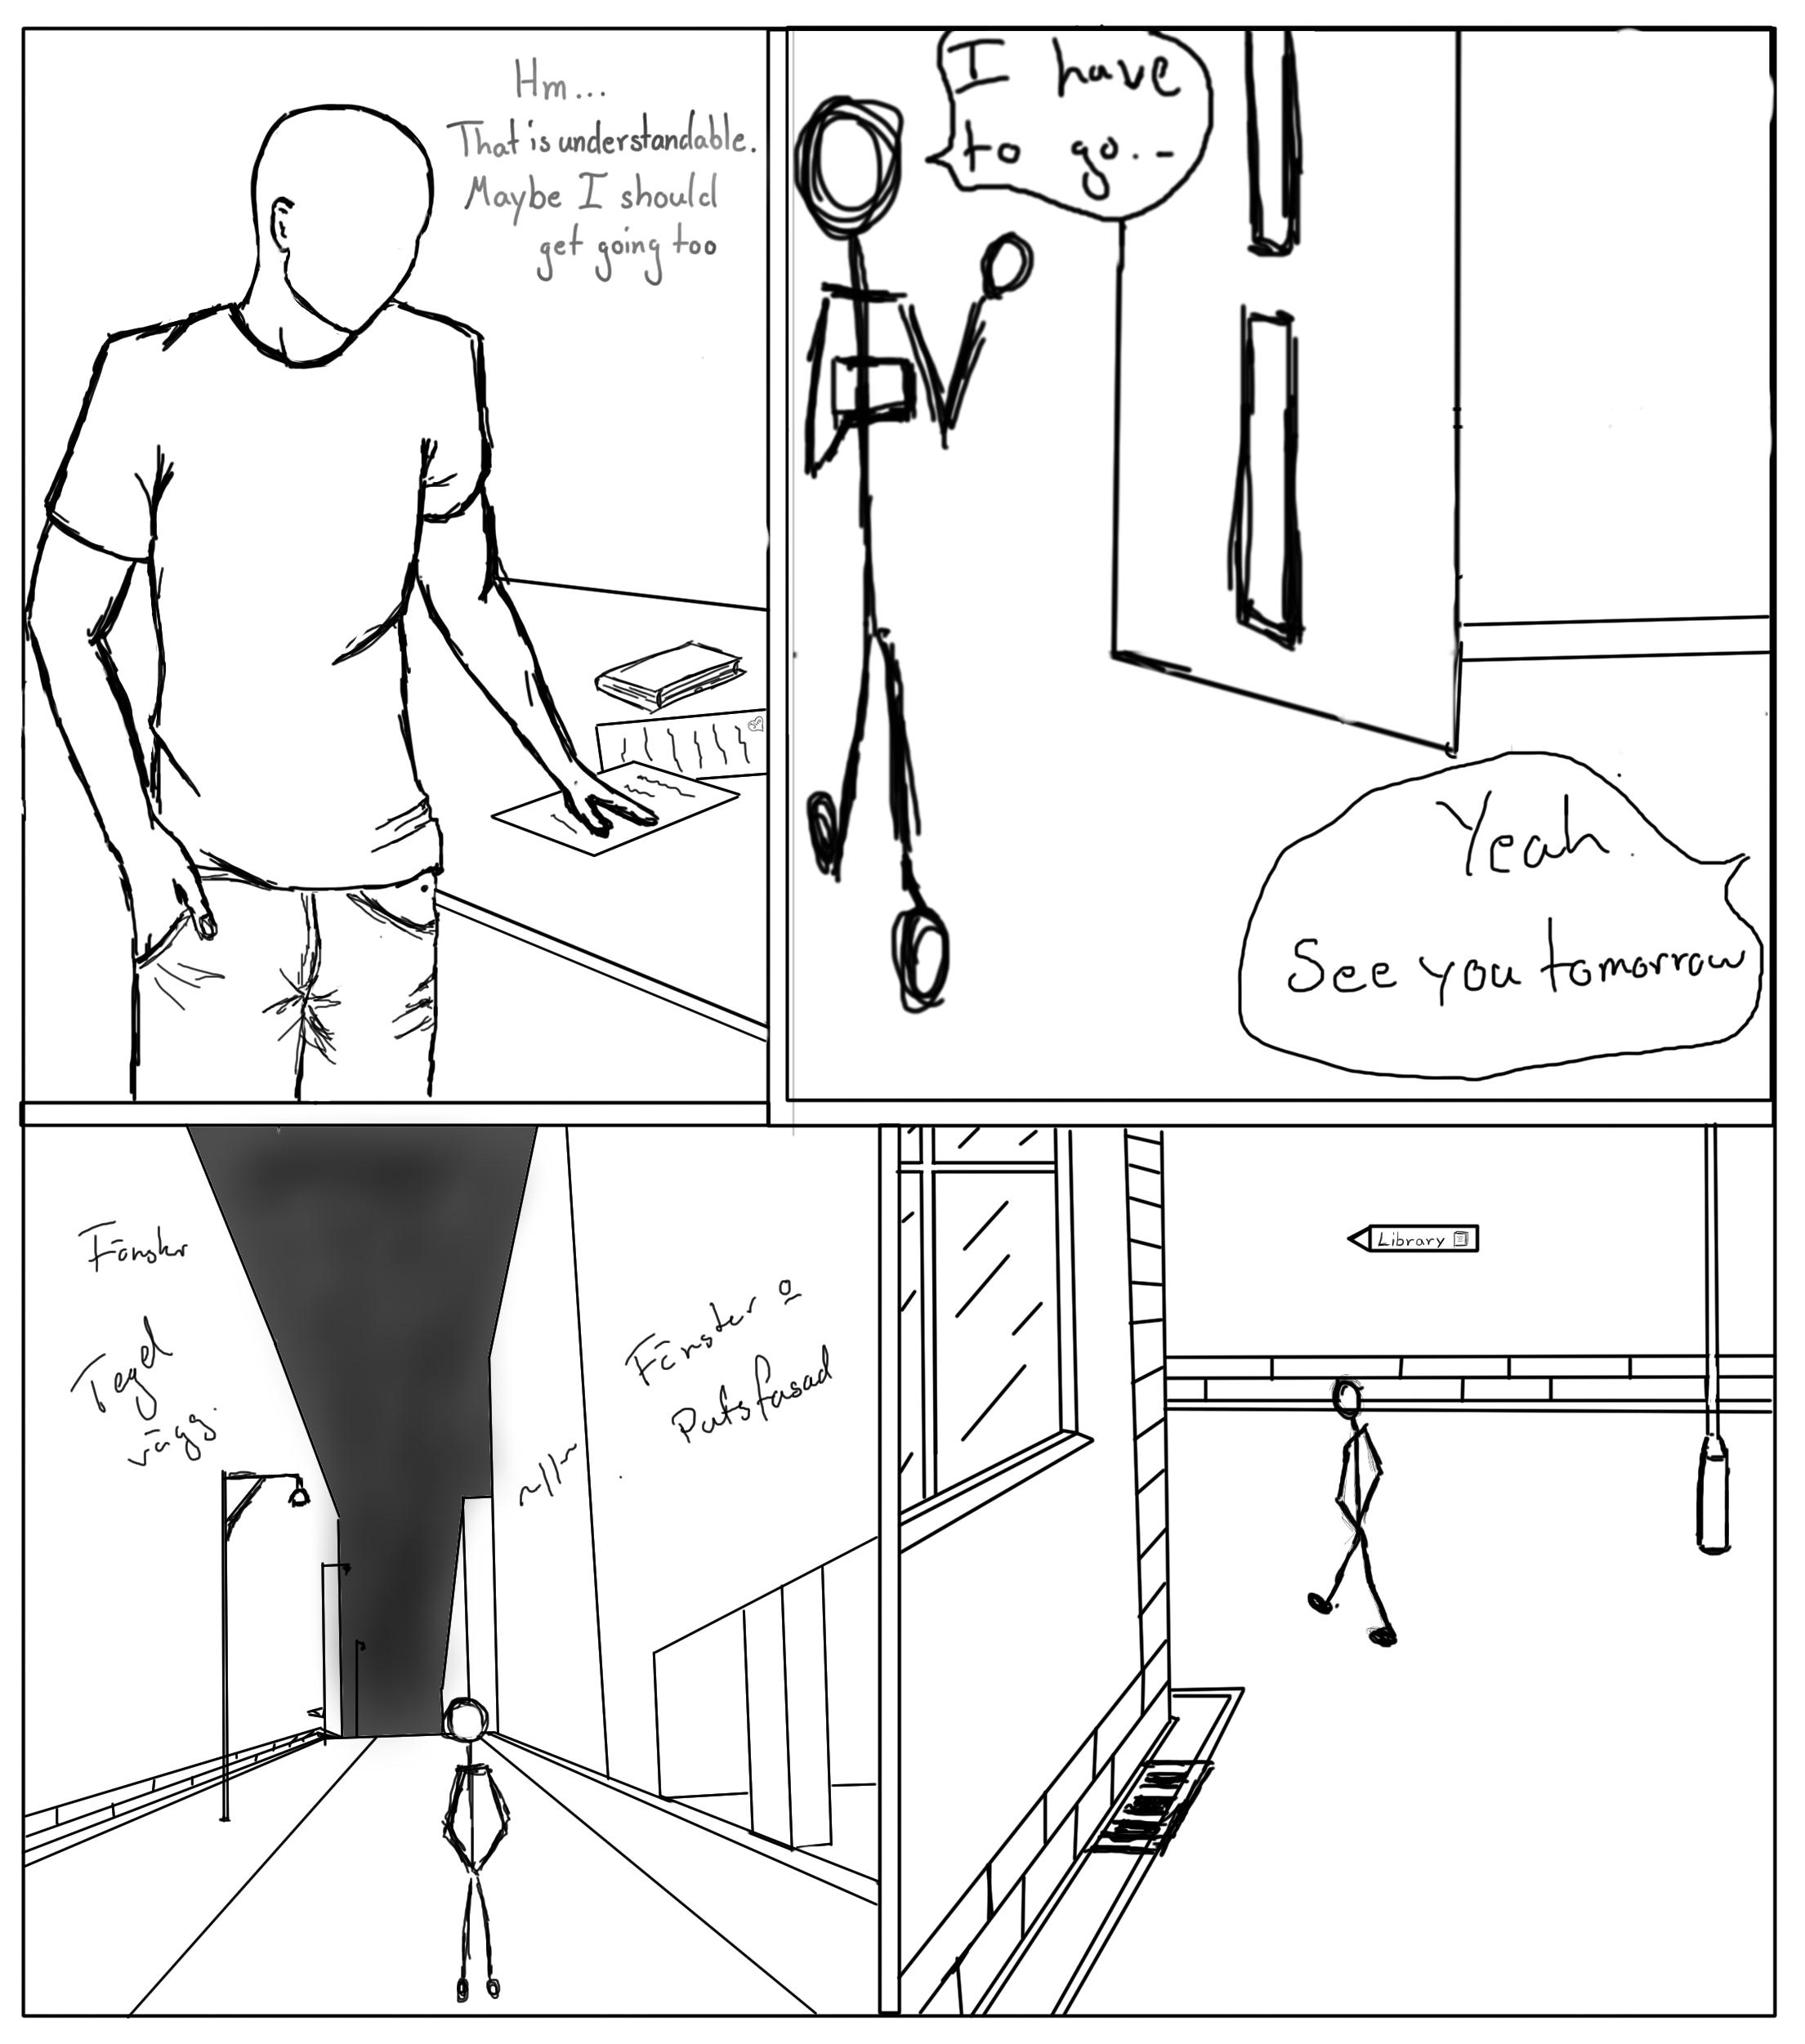 Hm...
That is understandable.
Maybe I should
get going too
I have
to go..-
Yeah.
See you tomorrow
Fönster
Tegel
vägg.
Fönster o
Putsfasad
~11~
Library